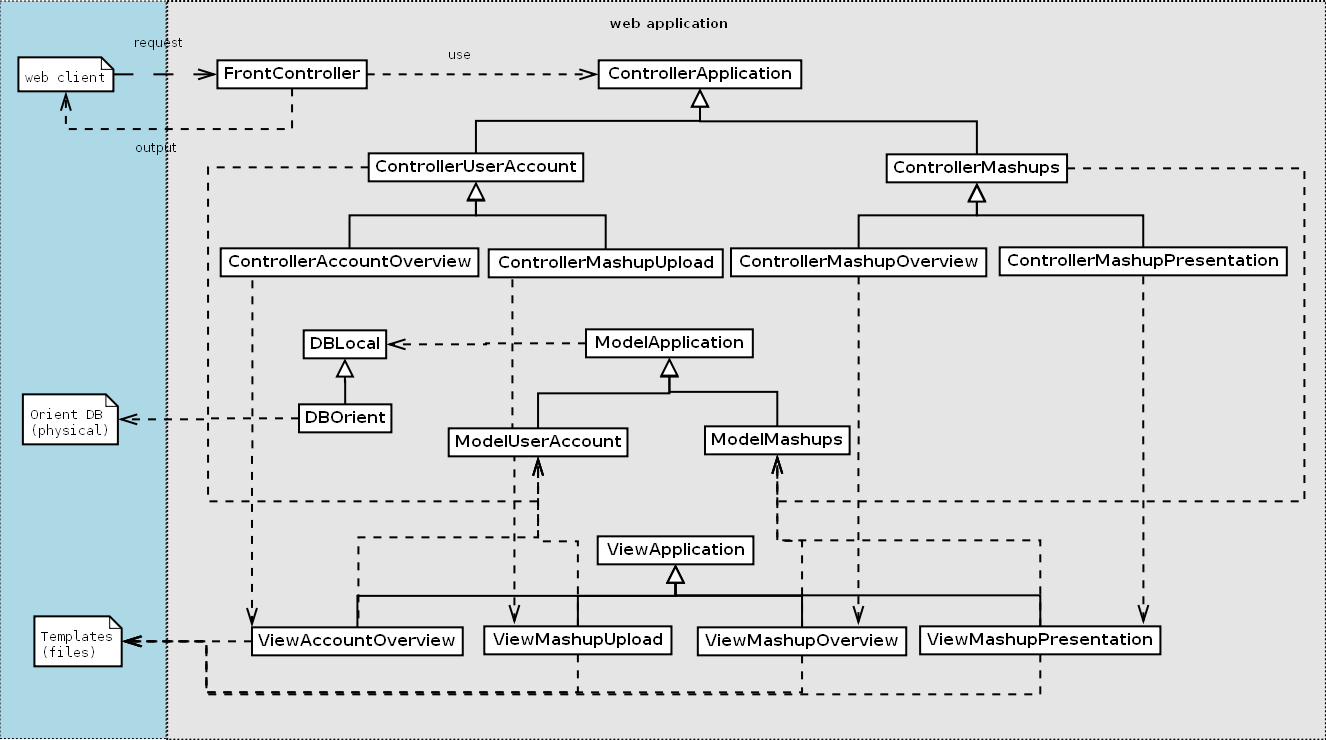 web application
request
use
web client
FrontController
ControllerApplication
output
ControllerUserAccount
ControllerMashups
ControllerAccountOverview
ControllerMashupUpload
ControllerMashupOverview
ControllerMashupPresentation
DBLocal
ModelApplication
Orient DB
(physical)
DBOrient
ModelUserAccount
ModelMashups
ViewApplication
Templates
(files)
ViewAccountOverview
ViewMashupUpload
ViewMashupOverview
ViewMashupPresentation